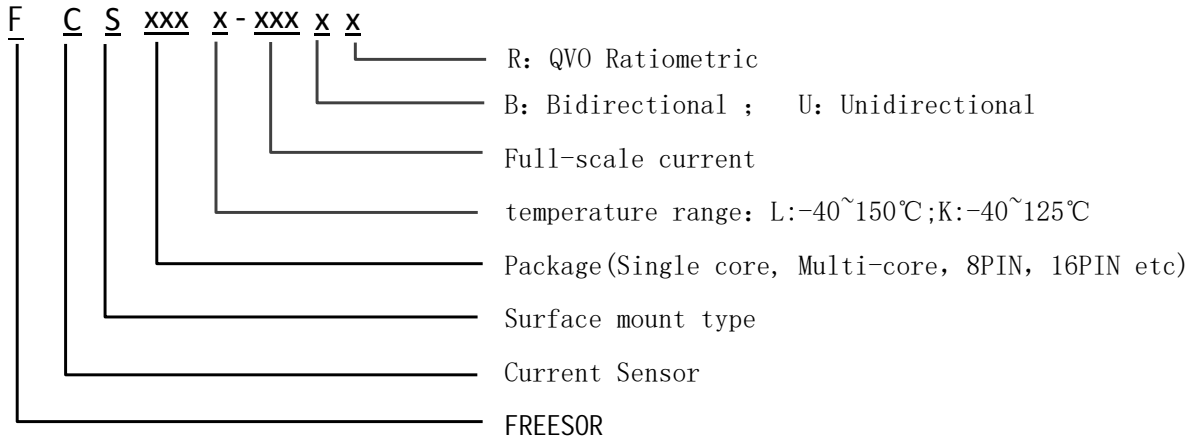 F C S xxx x - xxx x x
R：QVO Ratiometric
B：Bidirectional ； U：Unidirectional
Full-scale current
temperature range：L:-40~150℃;K:-40~125℃
Package(Single core, Multi-core，8PIN，16PIN etc)
Surface mount type
Current Sensor
FREESOR